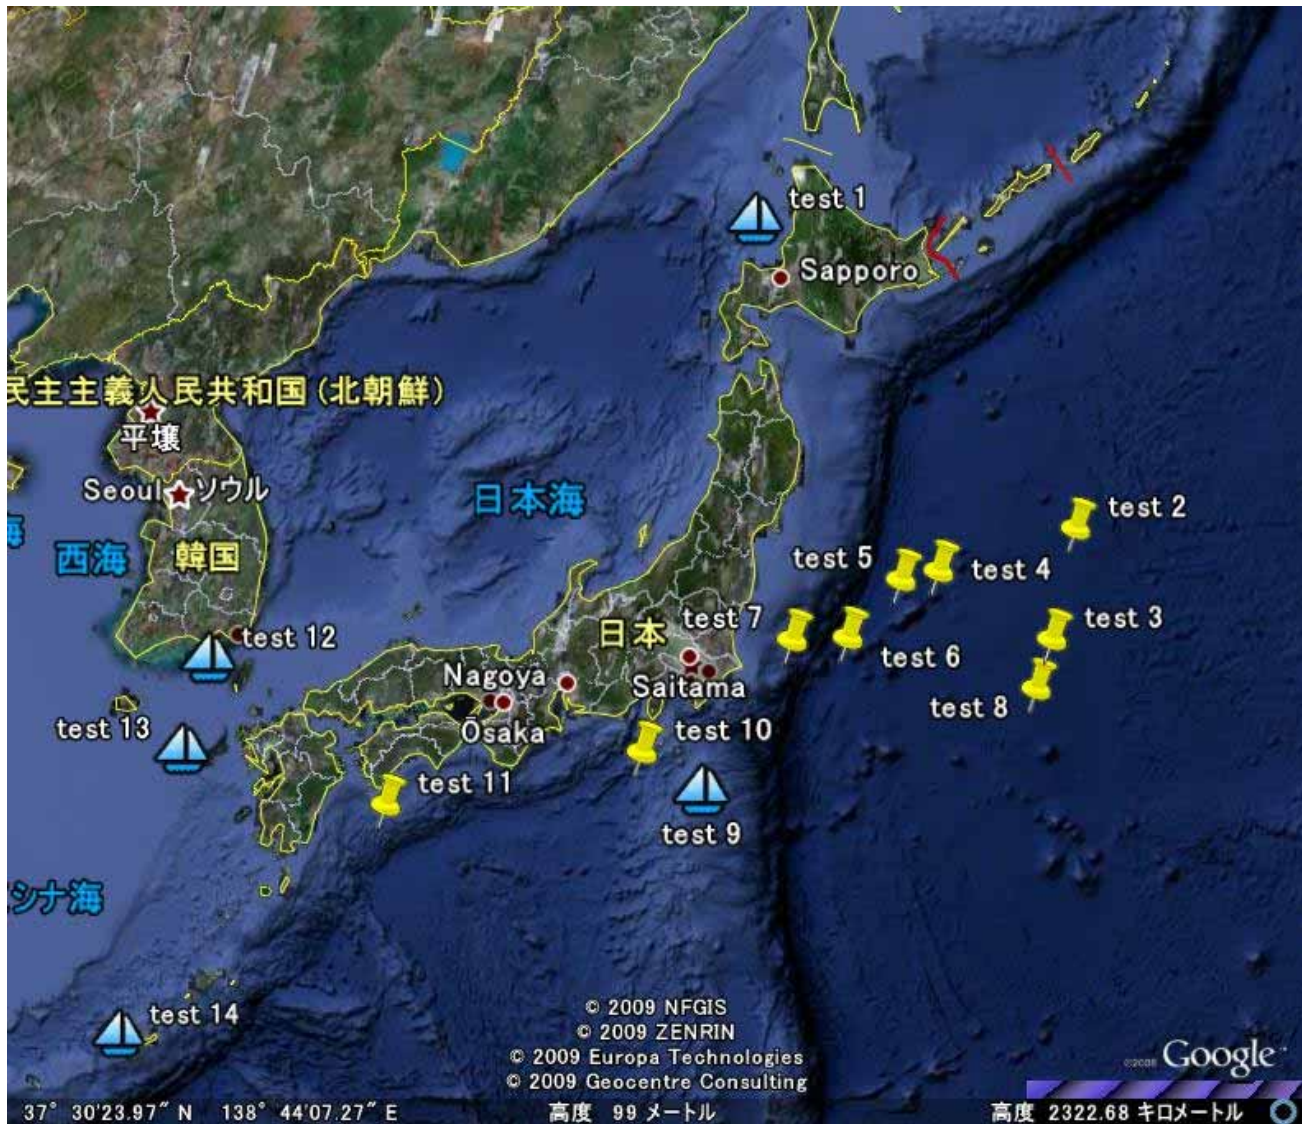 test 1
Sapporo
民主主義人民共和国(北朝鮮)
平壌
Seoul ソウル
日本海
海
西海
韓国
test 2
test 5
test 4
test 7
日本
test 3
test 12
test 6
Nagoya
Saitama
test 8
test 13
Ōsaka
test 10
test 11
test 9
シナ海
test 14
© 2009 NFGIS
© 2009 ZENRIN
© 2009 Europa Technologies
© 2009 Geocentre Consulting
Google
37° 30'23.97" N 138° 44'07.27" E 高度 99 メートル 高度 2322.68 キロメートル